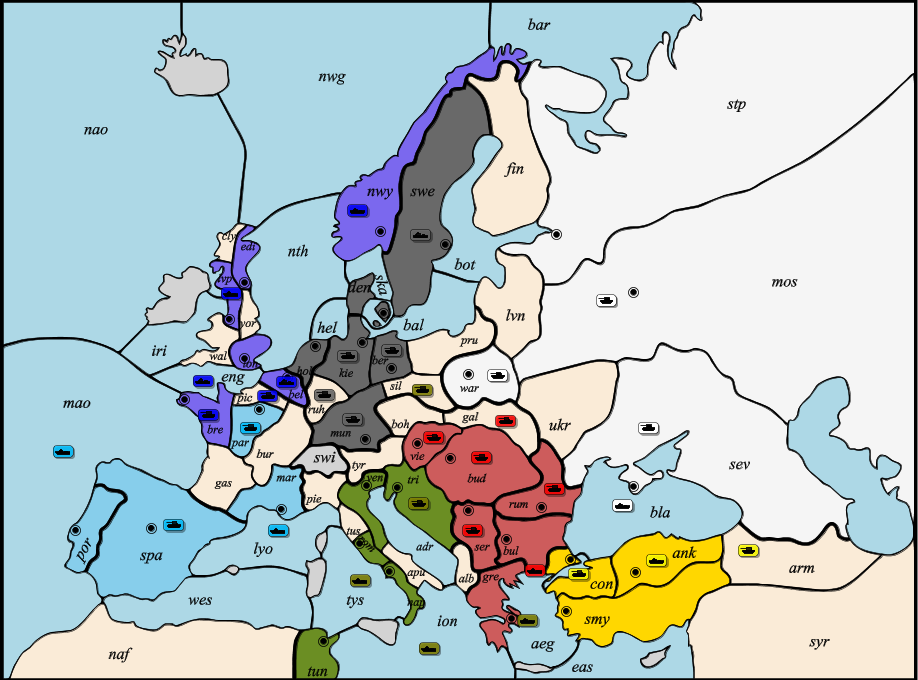 bar
nwg
stp
nao
fin
nwy
swe
cly
edi
nth
bot
lvp
den
ska
mos
yor
lvn
hel
bal
iri
pru
wal
lon
hol
kie
ber
eng
war
sil
mao
pic
bel
ruh
bre
gal
boh
ukr
par
mun
vie
bur
swi
tyr
sev
mar
ven
tri
bud
gas
pie
rum
bla
por
spa
lyo
tus
rom
adr
ser
bul
ank
apu
alb
gre
con
arm
wes
tys
nap
ion
smy
naf
aeg
syr
tun
eas